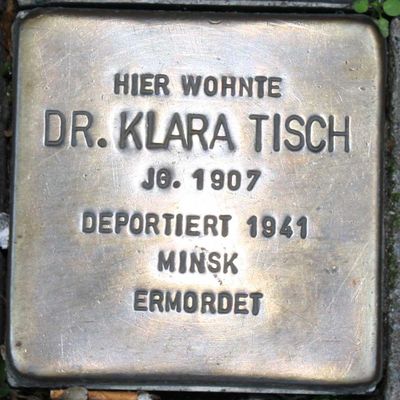 HIER WOHNTE
DR. KLARA TISCH
JG. 1907
DEPORTIERT 1941
MINSK
ERMORDET